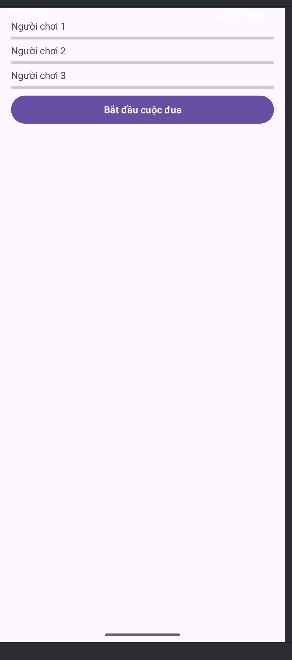 Người chơi 1
Người chơi 2
Người chơi 3
Bắt đầu cuộc đua